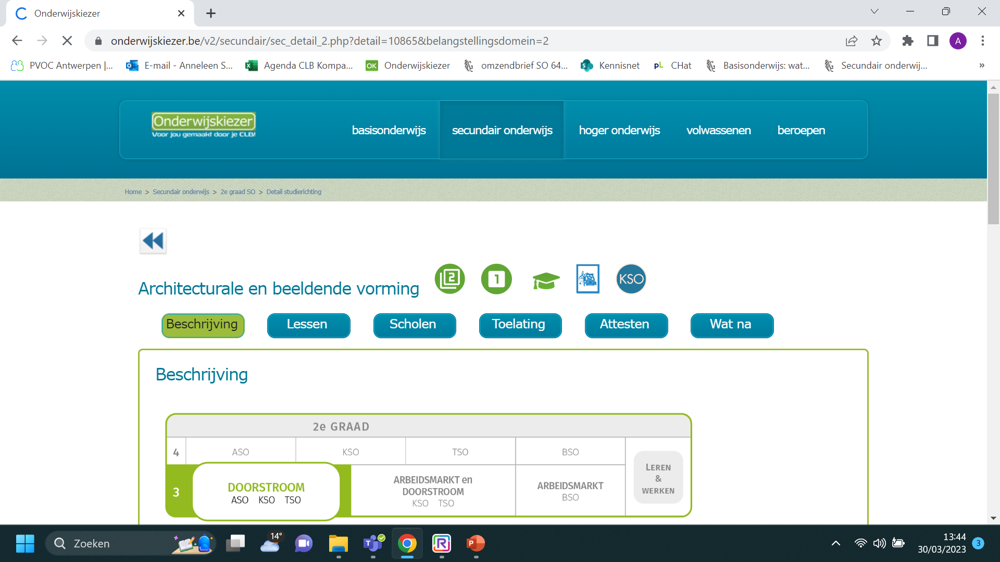 Onderwijskiezer
onderwijskiezer.be/v2/secundair/sec_detail_2.php?detail=10865&belangstellingsdomein=2
A
PVOC Antwerpen |... E-mail - Anneleen S... Agenda CLB Kompa... OK Onderwijskiezer omzendbrief SO 64... Kennisnet pL CHat Basisonderwijs: wat... Secundair onderwij... »
Onderwijskiezer
Voor jou gemaakt door je CLB!
basisonderwijs secundair onderwijs hoger onderwijs volwassenen beroepen
Home > Secundair onderwijs > 2e graad SO > Detail studierichting
Architecturale en beeldende vorming 2 1 KSO
Beschrijving Lessen Scholen Toelating Attesten Wat na
Beschrijving
2e GRAAD
4 ASO KSO TSO BSO
LEREN
&
WERKEN
3
DOORSTROOM
ASO KSO TSO
ARBEIDSMARKT en
DOORSTROOM
KSO TSO
ARBEIDSMARKT
BSO
Zoeken
14°
13:44
30/03/2023
3